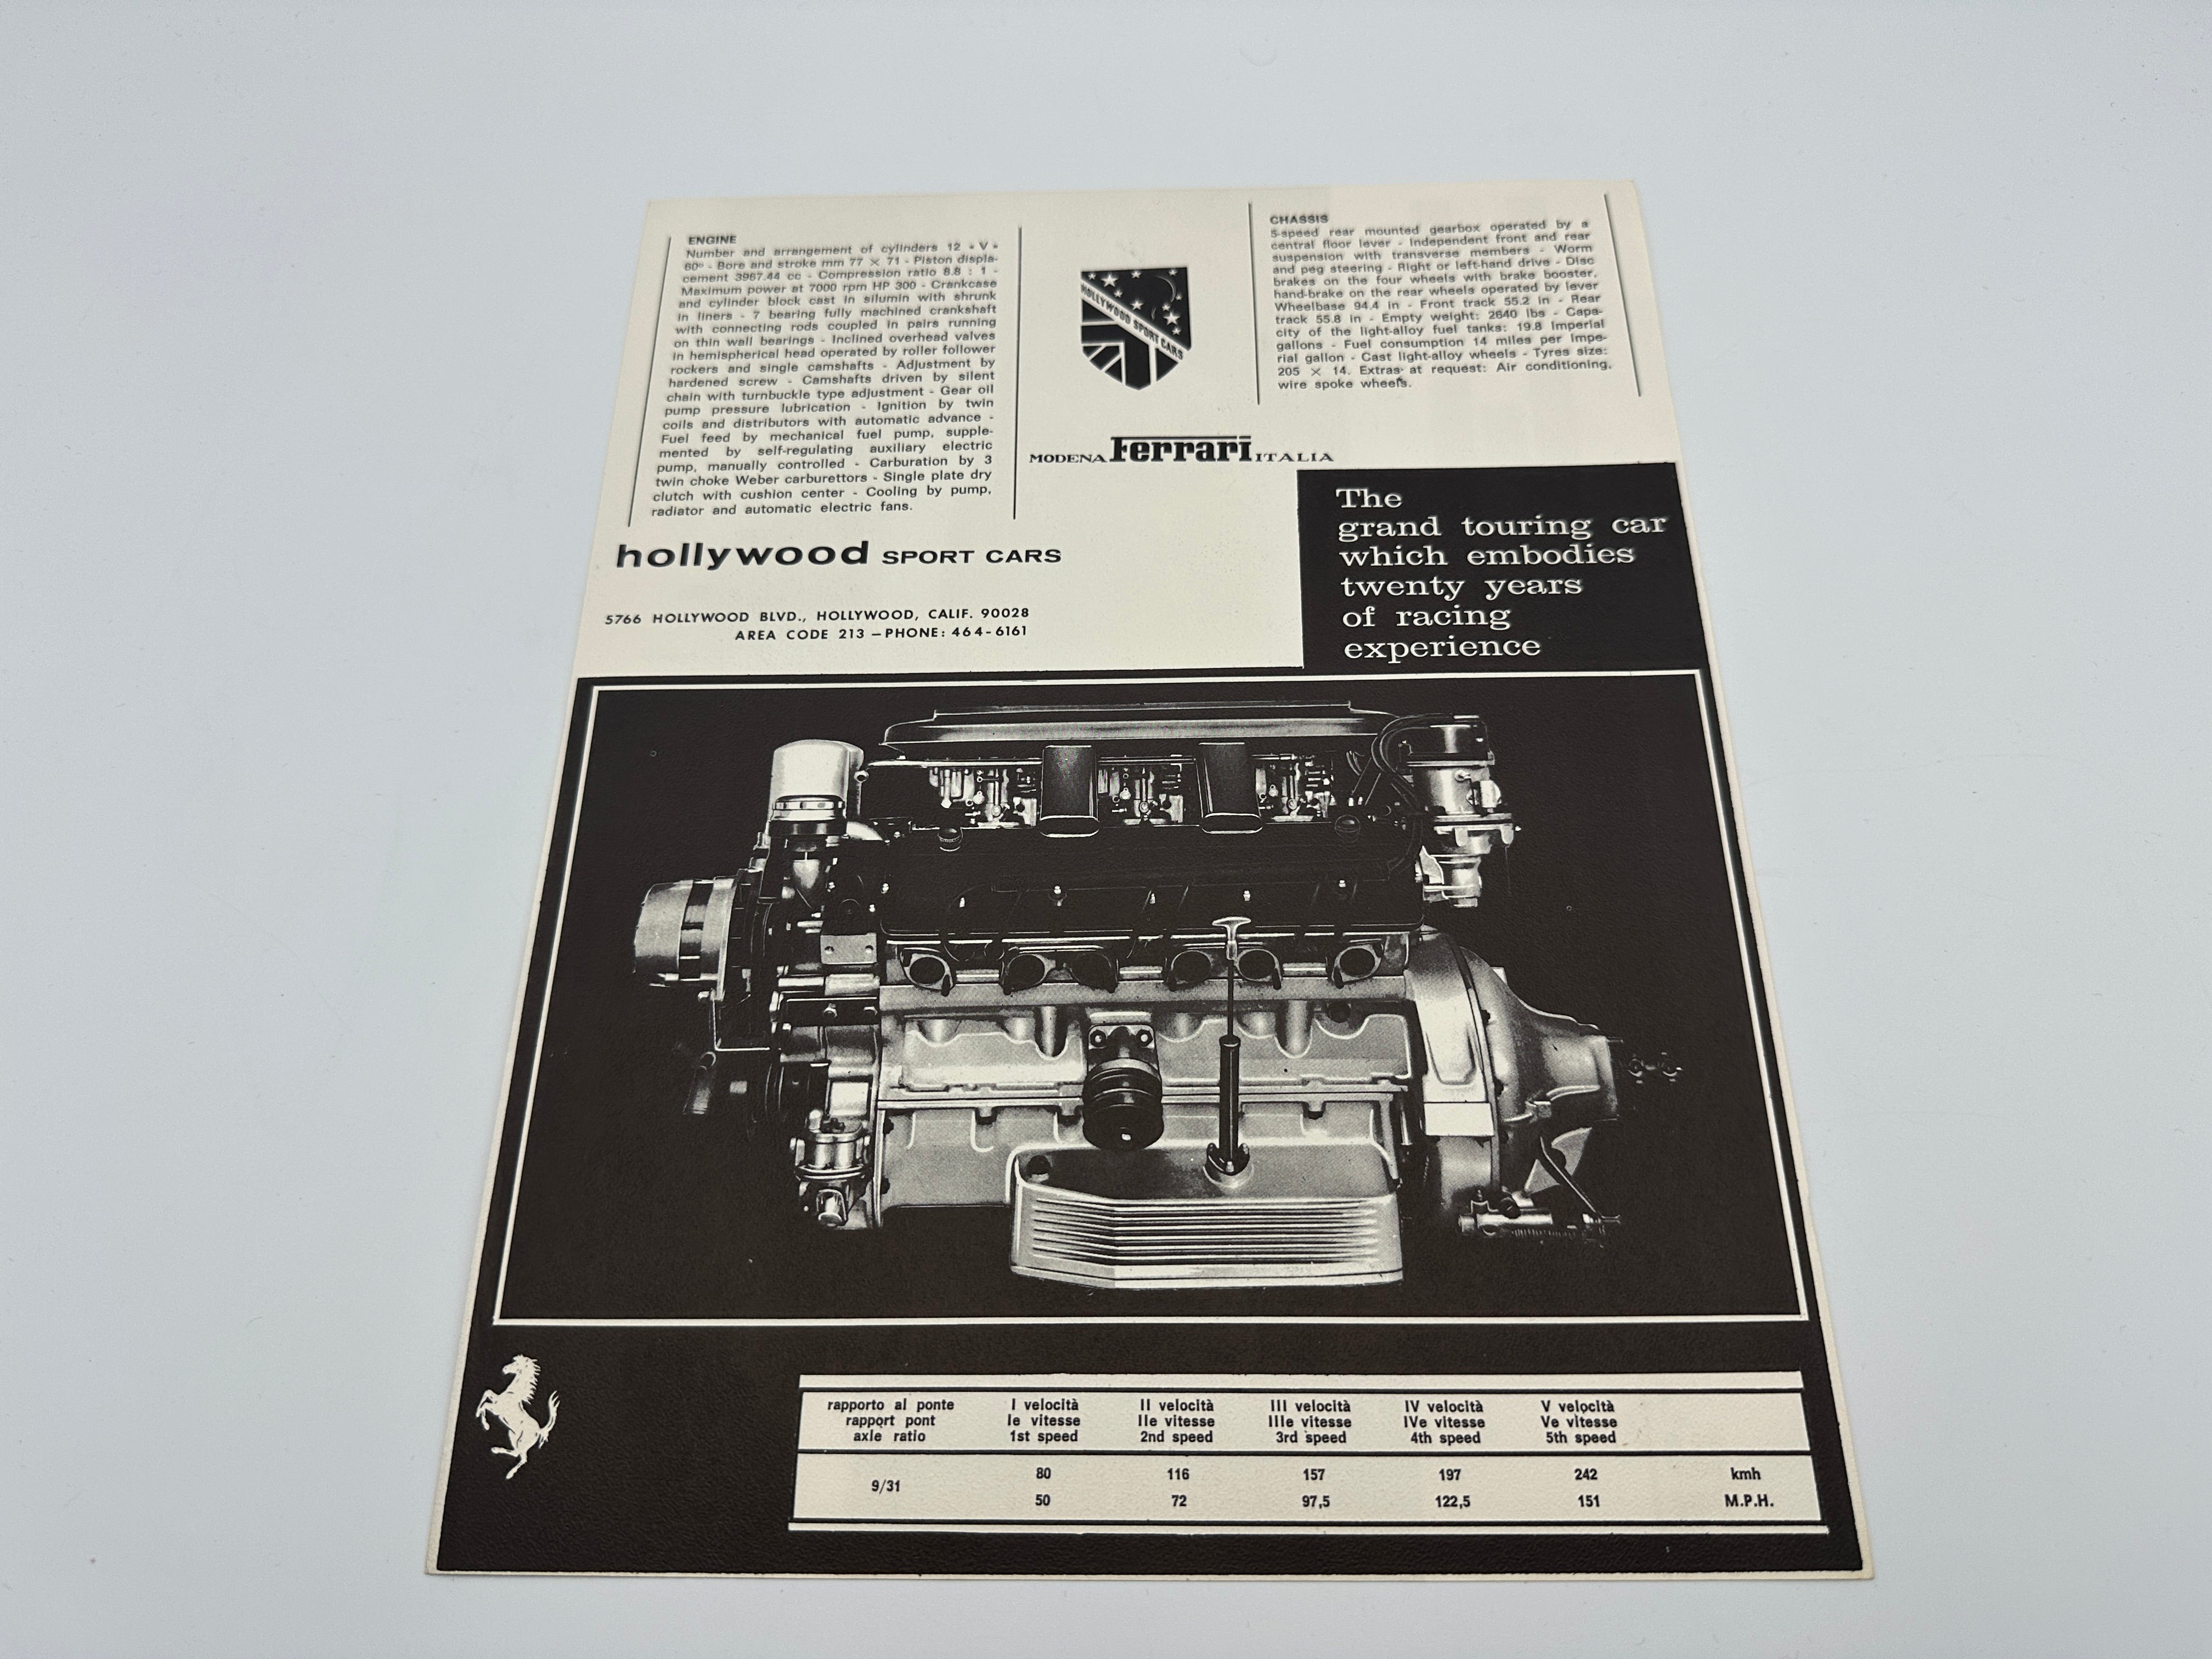 ENGINE
Number and arrangement of cylinders 12 « V »
60° - Bore and stroke mm 77 × 71 - Piston displa-
cement 3967.44 cc - Compression ratio 8.8 : 1 -
Maximum power at 7000 rpm HP 300 - Crankcase
and cylinder block cast in silumin with shrunk
in liners - 7 bearing fully machined crankshaft
with connecting rods coupled in pairs running
on thin wall bearings - Inclined overhead valves
in hemispherical head operated by roller follower
rockers and single camshafts - Adjustment by
hardened screw - Camshafts driven by silent
chain with turnbuckle type adjustment - Gear oil
pump pressure lubrication - Ignition by twin
coils and distributors with automatic advance -
Fuel feed by mechanical fuel pump, supple-
mented by self-regulating auxiliary electric
pump, manually controlled - Carburation by 3
twin choke Weber carburettors - Single plate dry
clutch with cushion center - Cooling by pump,
radiator and automatic electric fans.
HOLLYWOOD SPORT CARS
MODENA Ferrari ITALIA
CHASSIS
5-speed rear mounted gearbox operated by a
central floor lever - Independent front and rear
suspension with transverse members - Worm
and peg steering - Right or left-hand drive - Disc
brakes on the four wheels with brake booster,
hand-brake on the rear wheels operated by lever
Wheelbase 94.4 in - Front track 55.2 in - Rear
track 55.8 in - Empty weight: 2640 lbs - Capa-
city of the light-alloy fuel tanks: 19.8 Imperial
gallons - Fuel consumption 14 miles per Impe-
rial gallon - Cast light-alloy wheels - Tyres size:
205 × 14. Extras at request: Air conditioning,
wire spoke wheels.
hollywood SPORT CARS
5766 HOLLYWOOD BLVD., HOLLYWOOD, CALIF. 90028
AREA CODE 213 – PHONE: 464-6161
The
grand touring car
which embodies
twenty years
of racing
experience
rapporto al ponte I velocità II velocità III velocità IV velocità V velocità
rapport pont Ie vitesse IIe vitesse IIIe vitesse IVe vitesse Ve vitesse
axle ratio 1st speed 2nd speed 3rd speed 4th speed 5th speed
9/31
80 116 157 197 242 kmh
50 72 97,5 122,5 151 M.P.H.